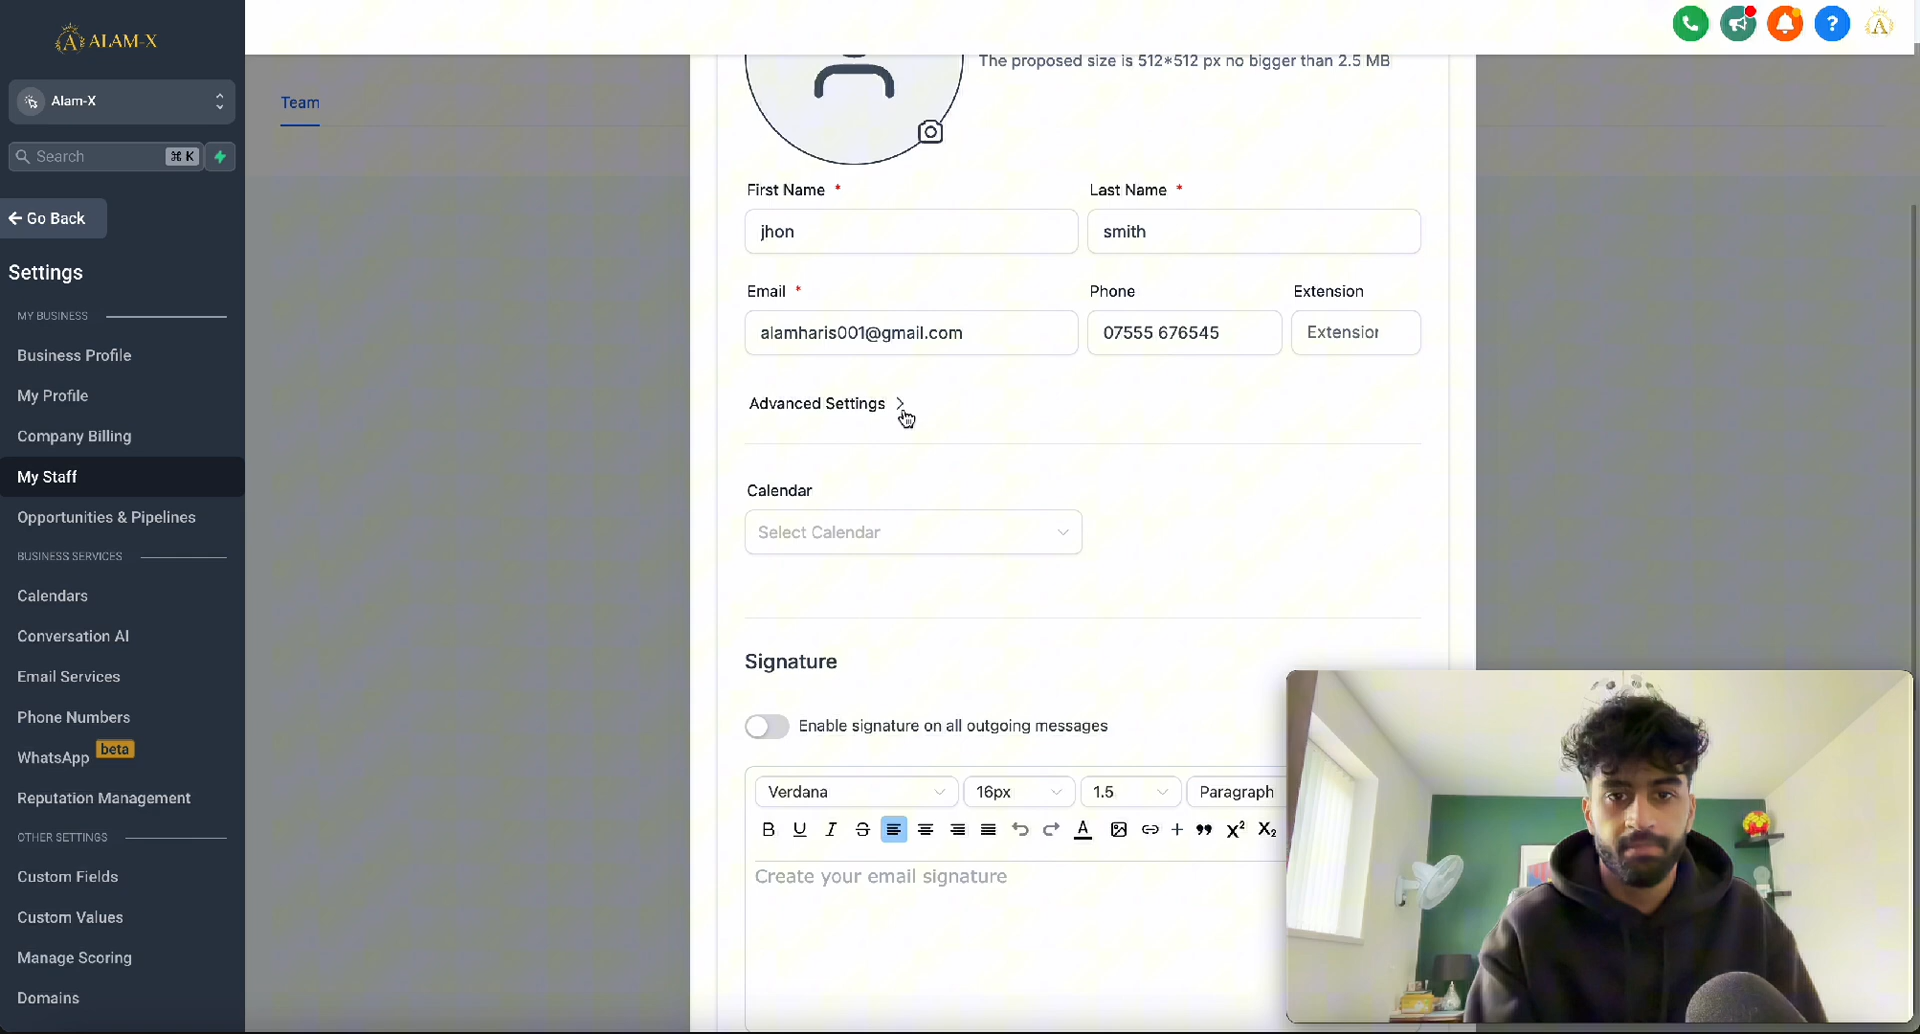 ALAM-X
The proposed size is 512*512 px no bigger than 2.5 MB
Alam-X
Team
Search ⌘ K
First Name *
Last Name *
jhon
smith
Go Back
Settings
Email *
Phone
Extension
alamharis001@gmail.com
07555 676545
Extension
MY BUSINESS
Business Profile
My Profile
Company Billing
My Staff
Opportunities & Pipelines
Advanced Settings
Calendar
Select Calendar
BUSINESS SERVICES
Calendars
Conversation AI
Email Services
Phone Numbers
WhatsApp beta
Reputation Management
Signature
Enable signature on all outgoing messages
Verdana
16px
1.5
Paragraph
B U I S A + X² X₂
Create your email signature
OTHER SETTINGS
Custom Fields
Custom Values
Manage Scoring
Domains